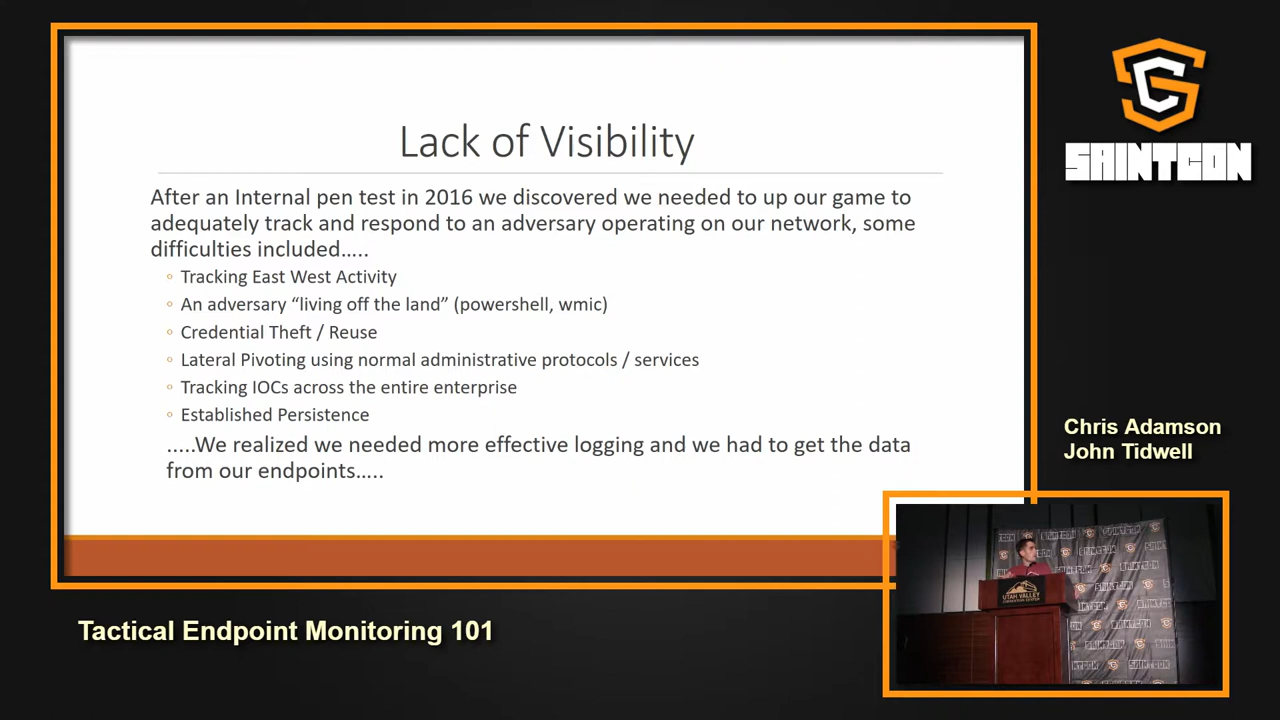 Lack of Visibility
After an Internal pen test in 2016 we discovered we needed to up our game to
adequately track and respond to an adversary operating on our network, some
difficulties included…..
◦ Tracking East West Activity
◦ An adversary “living off the land” (powershell, wmic)
◦ Credential Theft / Reuse
◦ Lateral Pivoting using normal administrative protocols / services
◦ Tracking IOCs across the entire enterprise
◦ Established Persistence
…..We realized we needed more effective logging and we had to get the data
from our endpoints…..
SAINTCON
Chris Adamson
John Tidwell
Tactical Endpoint Monitoring 101
UTAH VALLEY